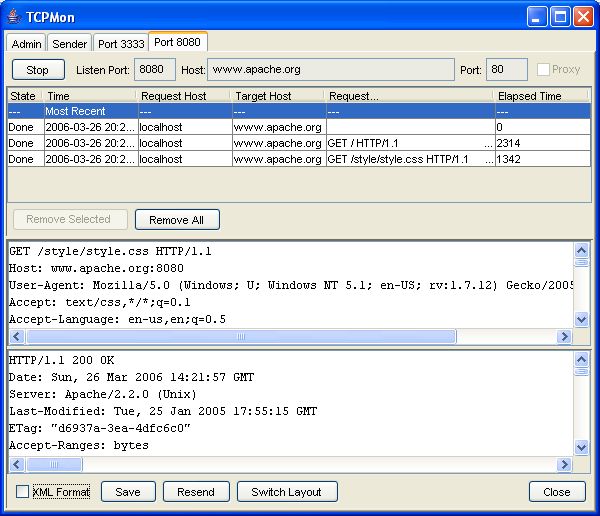 TCPMon
Admin Sender Port 3333 Port 8080
Stop Listen Port: 8080 Host: www.apache.org Port: 80 Proxy
State Time Request Host Target Host Request... Elapsed Time
--- Most Recent --- --- --- ---
Done 2006-03-26 20:2... localhost www.apache.org 0
Done 2006-03-26 20:2... localhost www.apache.org GET / HTTP/1.1 ... 2314
Done 2006-03-26 20:2... localhost www.apache.org GET /style/style.css HTTP/1.1 ... 1342
Remove Selected Remove All
GET /style/style.css HTTP/1.1
Host: www.apache.org:8080
User-Agent: Mozilla/5.0 (Windows; U; Windows NT 5.1; en-US; rv:1.7.12) Gecko/2005
Accept: text/css,*/*;q=0.1
Accept-Language: en-us,en;q=0.5
HTTP/1.1 200 OK
Date: Sun, 26 Mar 2006 14:21:57 GMT
Server: Apache/2.2.0 (Unix)
Last-Modified: Tue, 25 Jan 2005 17:55:15 GMT
ETag: "d6937a-3ea-4dfc6c0"
Accept-Ranges: bytes
XML Format Save Resend Switch Layout Close